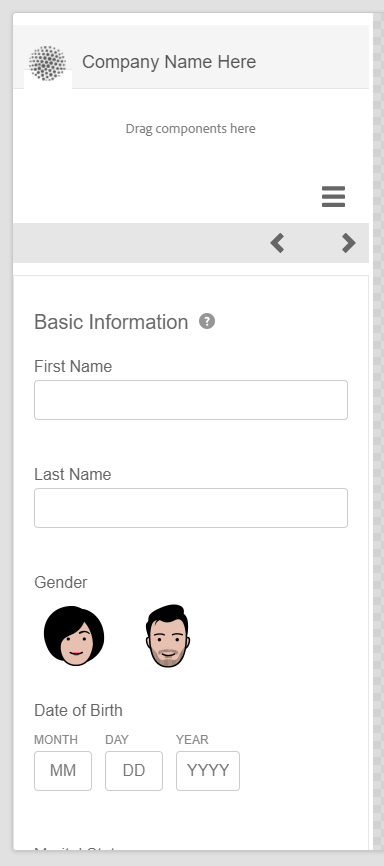 Company Name Here
Drag components here
Basic Information ?
First Name
Last Name
Gender
Date of Birth
MONTH DAY YEAR
MM DD YYYY